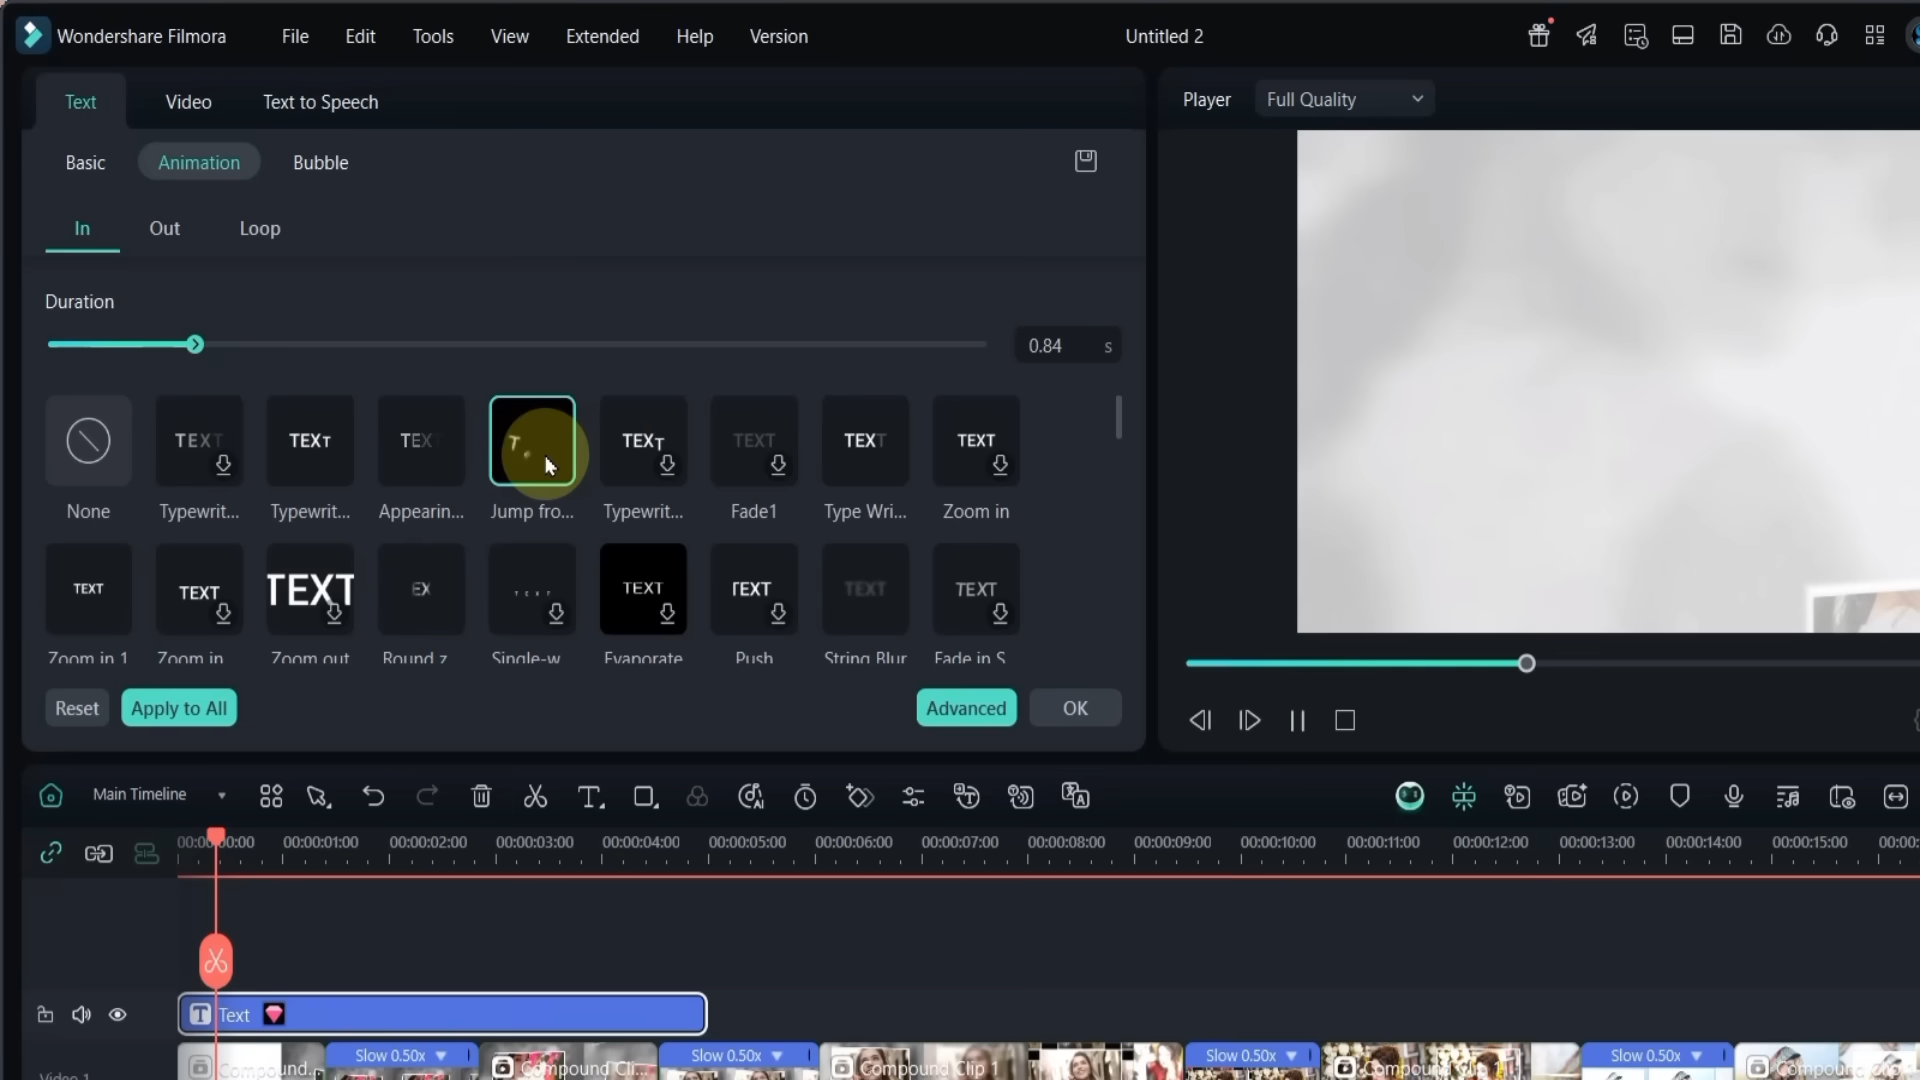 Wondershare Filmora File Edit Tools View Extended Help Version Untitled 2
Text Video Text to Speech Player Full Quality
Basic Animation Bubble
In Out Loop
Duration
0.84 s
TEXT TEXT TEX T TEXT TEXT TEXT TEXT
None Typewrit... Typewrit... Appearin... Jump fro... Typewrit... Fade1 Type Wri... Zoom in
TEXT TEXT TEXT EX TEXT TEXT TEXT TEXT TEXT
Zoom in 1 Zoom in Zoom out Round z Single-w Evaporate Push String Blur Fade in S
Reset Apply to All Advanced OK
Main Timeline
00:00:01:00 00:00:02:00 00:00:03:00 00:00:04:00 00:00:05:00 00:00:06:00 00:00:07:00 00:00:08:00 00:00:09:00 00:00:10:00 00:00:11:00 00:00:12:00 00:00:13:00 00:00:14:00 00:00:15:00 00:00:
T Text
Slow 0.50x Slow 0.50x Slow 0.50x Slow 0.50x
Compound... Compound Cli... Compound Clip 1
Video 1